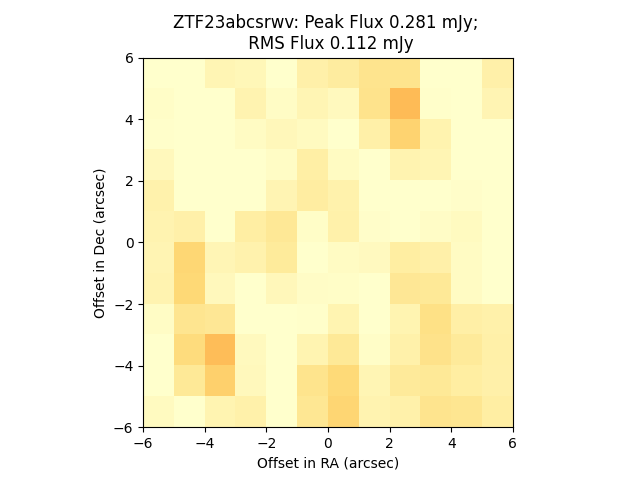 ZTF23abcsrwv: Peak Flux 0.281 mJy;
RMS Flux 0.112 mJy
6
4
2
0
−2
−4
−6
Offset in Dec (arcsec)
−6 −4 −2 0 2 4 6
Offset in RA (arcsec)